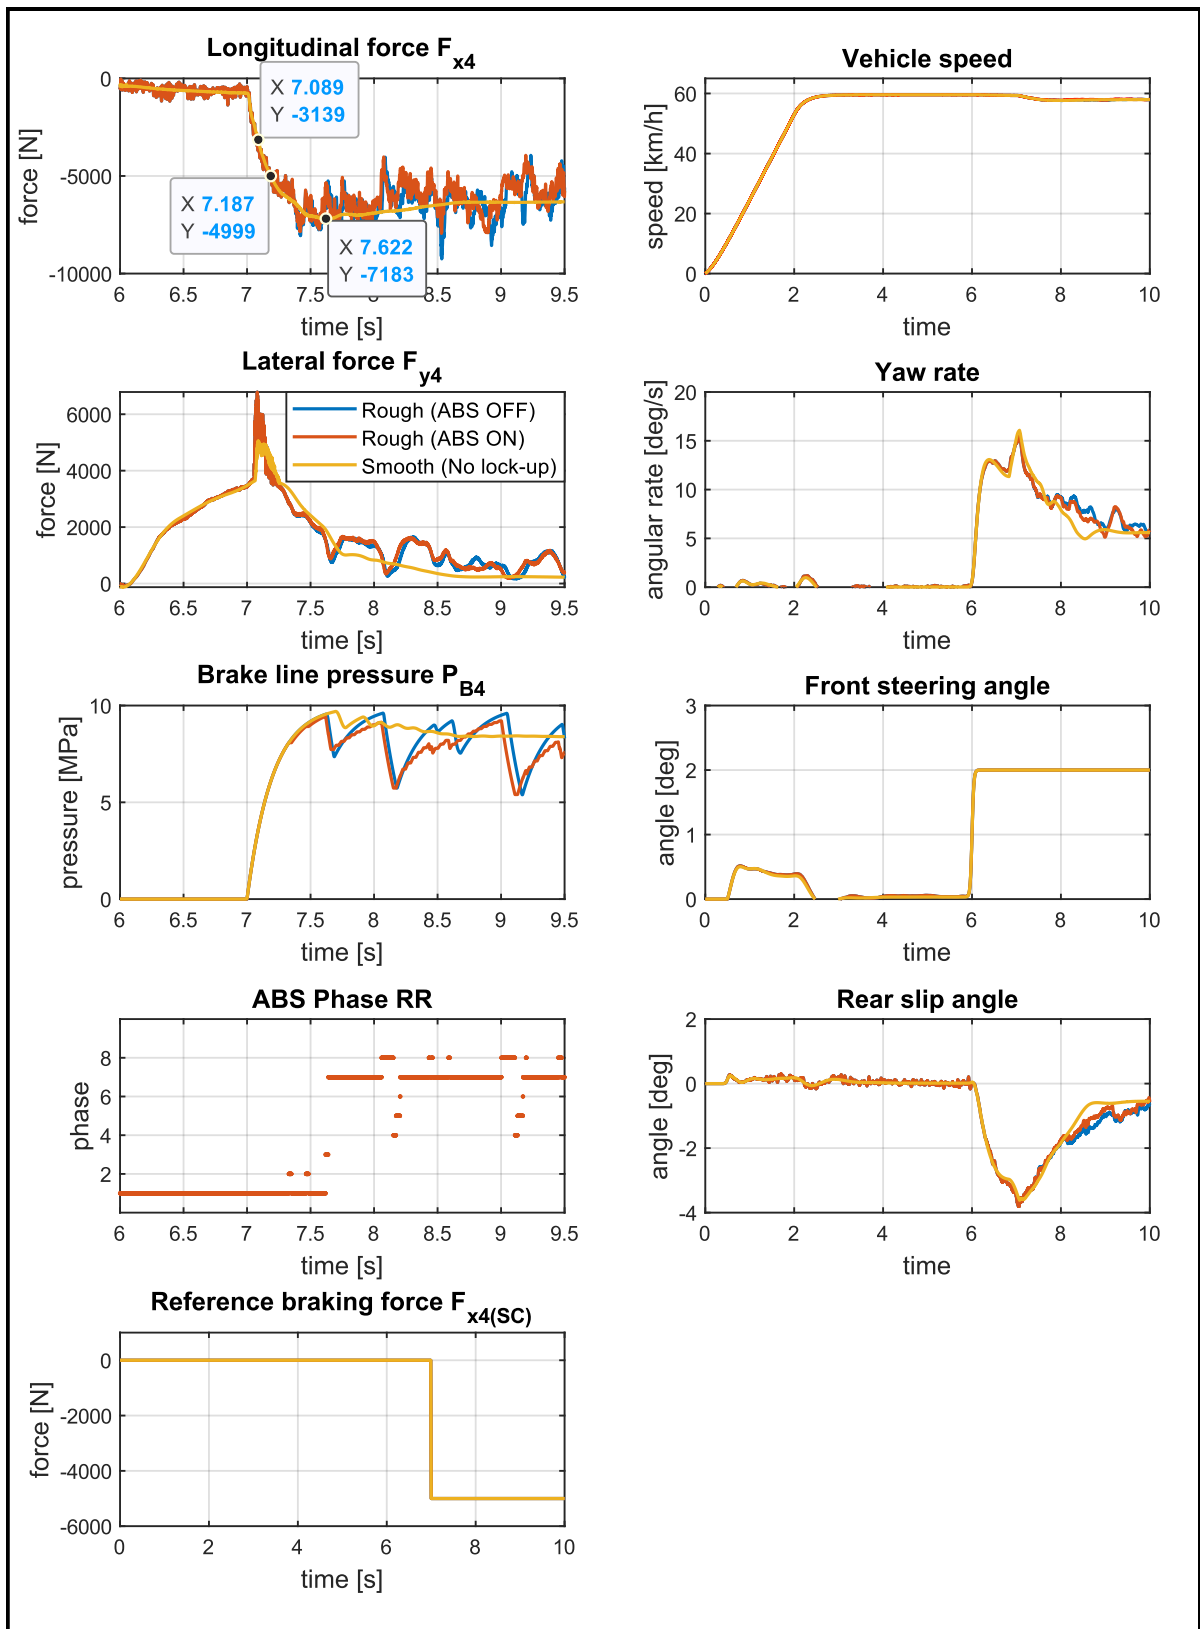 Longitudinal force Fx4
0
-5000
-10000
force [N]
X 7.089
Y -3139
X 7.187
Y -4999
X 7.622
Y -7183
6 6.5 7 7.5 8 8.5 9 9.5
time [s]
Vehicle speed
60
40
20
0
speed [km/h]
0 2 4 6 8 10
time
Lateral force Fy4
6000
4000
2000
0
force [N]
Rough (ABS OFF)
Rough (ABS ON)
Smooth (No lock-up)
6 6.5 7 7.5 8 8.5 9 9.5
time [s]
Yaw rate
20
15
10
5
0
angular rate [deg/s]
0 2 4 6 8 10
time
Brake line pressure PB4
10
5
0
pressure [MPa]
6 6.5 7 7.5 8 8.5 9 9.5
time [s]
Front steering angle
3
2
1
0
angle [deg]
0 2 4 6 8 10
time
ABS Phase RR
8
6
4
2
phase
6 6.5 7 7.5 8 8.5 9 9.5
time [s]
Rear slip angle
2
0
-2
-4
angle [deg]
0 2 4 6 8 10
time
Reference braking force Fx4(SC)
0
-2000
-4000
-6000
force [N]
0 2 4 6 8 10
time [s]